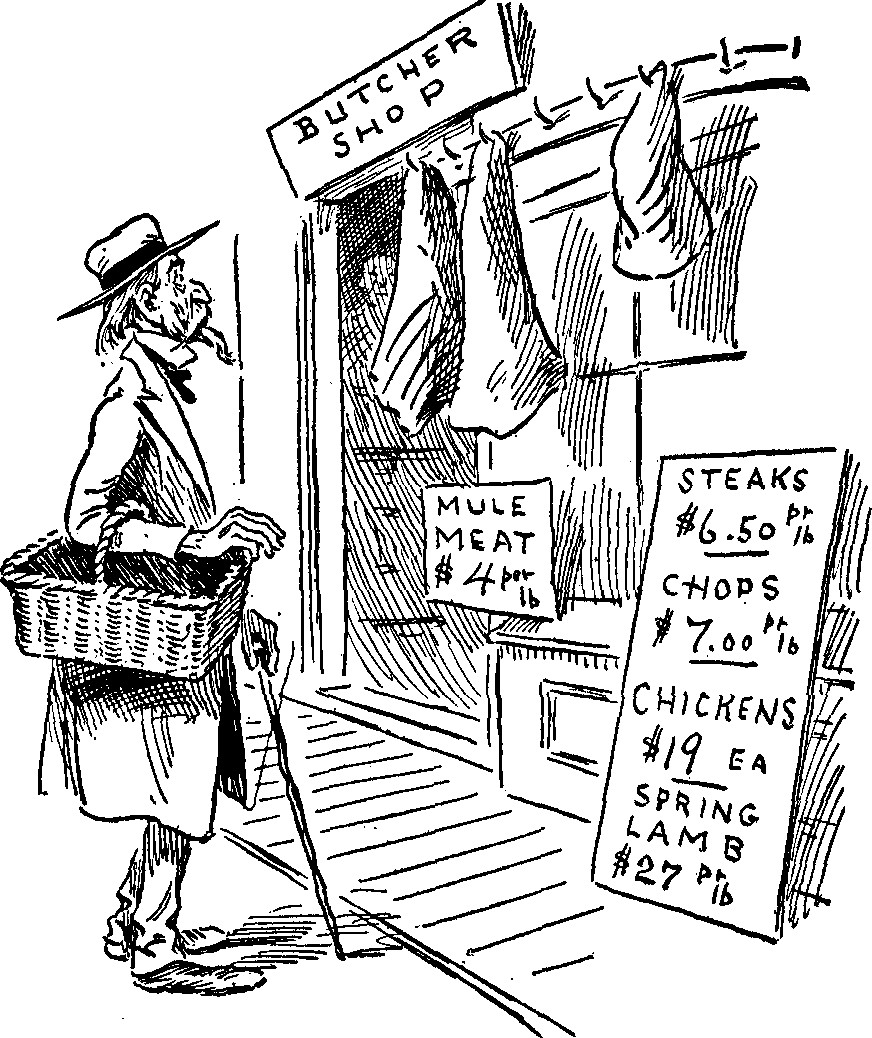 BUTCHER
SHOP
MULE
MEAT
$4 per
lb
STEAKS
$6.50 pr
lb
CHOPS
$7.00 pr
lb
CHICKENS
$19 EA
SPRING
LAMB
$27 pr
lb